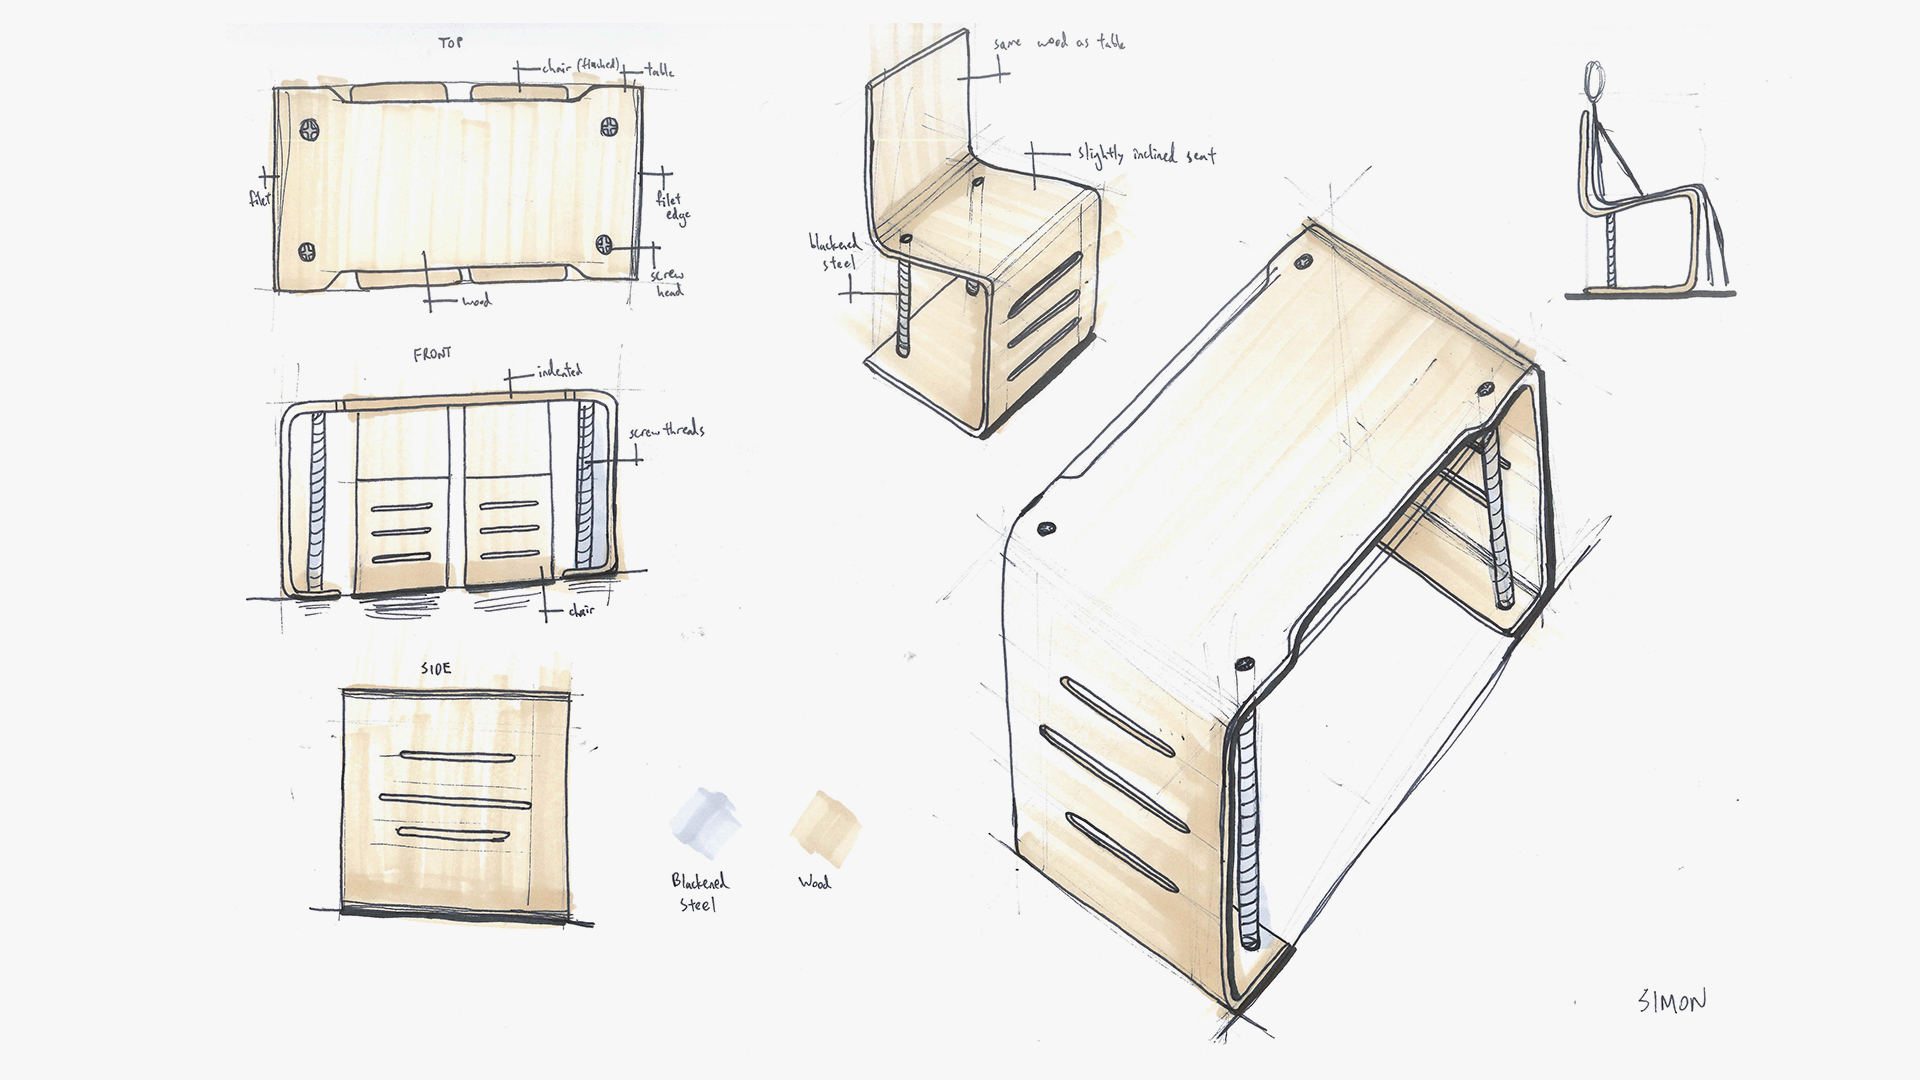 TOP
chair (flushed)
table
filet
filet
edge
screw
head
wood
FRONT
indented
screw threads
chair
SIDE
Blackened
Steel
Wood
same wood as table
slightly inclined seat
blackened
steel
SIMON